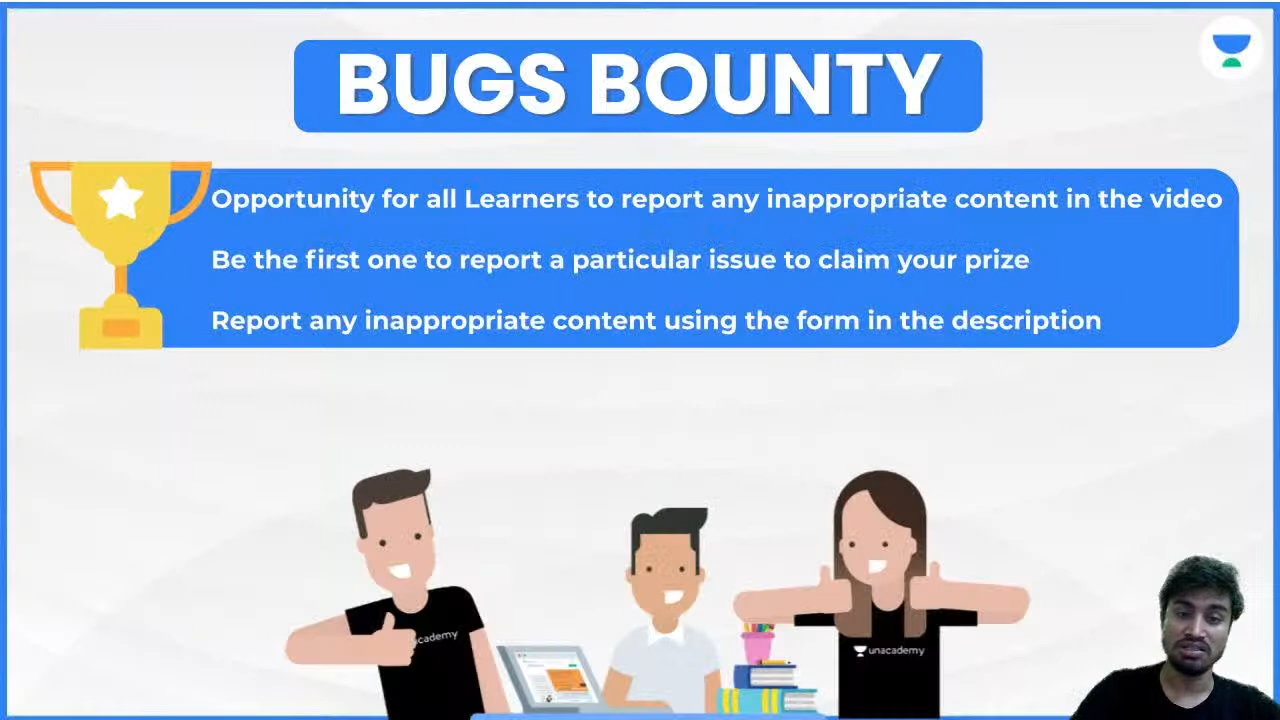 BUGS BOUNTY
Opportunity for all Learners to report any inappropriate content in the video
Be the first one to report a particular issue to claim your prize
Report any inappropriate content using the form in the description
unacademy